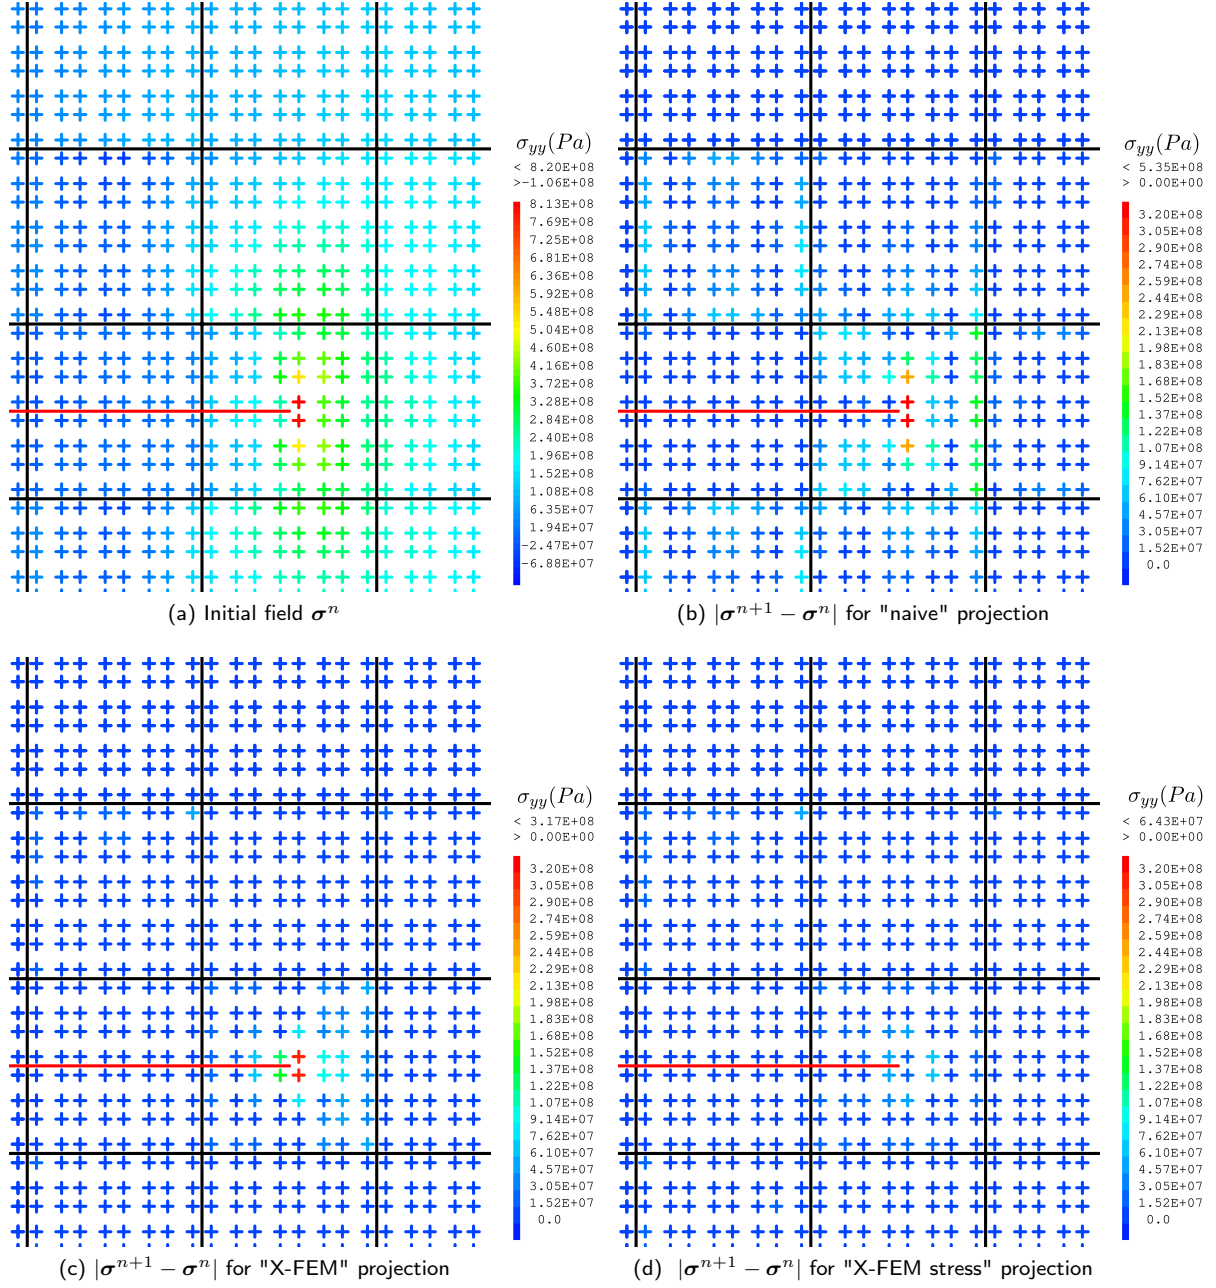 σyy(Pa)
< 8.20E+08
>-1.06E+08
8.13E+08
7.69E+08
7.25E+08
6.81E+08
6.36E+08
5.92E+08
5.48E+08
5.04E+08
4.60E+08
4.16E+08
3.72E+08
3.28E+08
2.84E+08
2.40E+08
1.96E+08
1.52E+08
1.08E+08
6.35E+07
1.94E+07
-2.47E+07
-6.88E+07
(a) Initial field σ^n
σyy(Pa)
< 5.35E+08
> 0.00E+00
3.20E+08
3.05E+08
2.90E+08
2.74E+08
2.59E+08
2.44E+08
2.29E+08
2.13E+08
1.98E+08
1.83E+08
1.68E+08
1.52E+08
1.37E+08
1.22E+08
1.07E+08
9.14E+07
7.62E+07
6.10E+07
4.57E+07
3.05E+07
1.52E+07
0.0
(b) |σ^{n+1} − σ^n| for "naive" projection
σyy(Pa)
< 3.17E+08
> 0.00E+00
3.20E+08
3.05E+08
2.90E+08
2.74E+08
2.59E+08
2.44E+08
2.29E+08
2.13E+08
1.98E+08
1.83E+08
1.68E+08
1.52E+08
1.37E+08
1.22E+08
1.07E+08
9.14E+07
7.62E+07
6.10E+07
4.57E+07
3.05E+07
1.52E+07
0.0
(c) |σ^{n+1} − σ^n| for "X-FEM" projection
σyy(Pa)
< 6.43E+07
> 0.00E+00
3.20E+08
3.05E+08
2.90E+08
2.74E+08
2.59E+08
2.44E+08
2.29E+08
2.13E+08
1.98E+08
1.83E+08
1.68E+08
1.52E+08
1.37E+08
1.22E+08
1.07E+08
9.14E+07
7.62E+07
6.10E+07
4.57E+07
3.05E+07
1.52E+07
0.0
(d) |σ^{n+1} − σ^n| for "X-FEM stress" projection